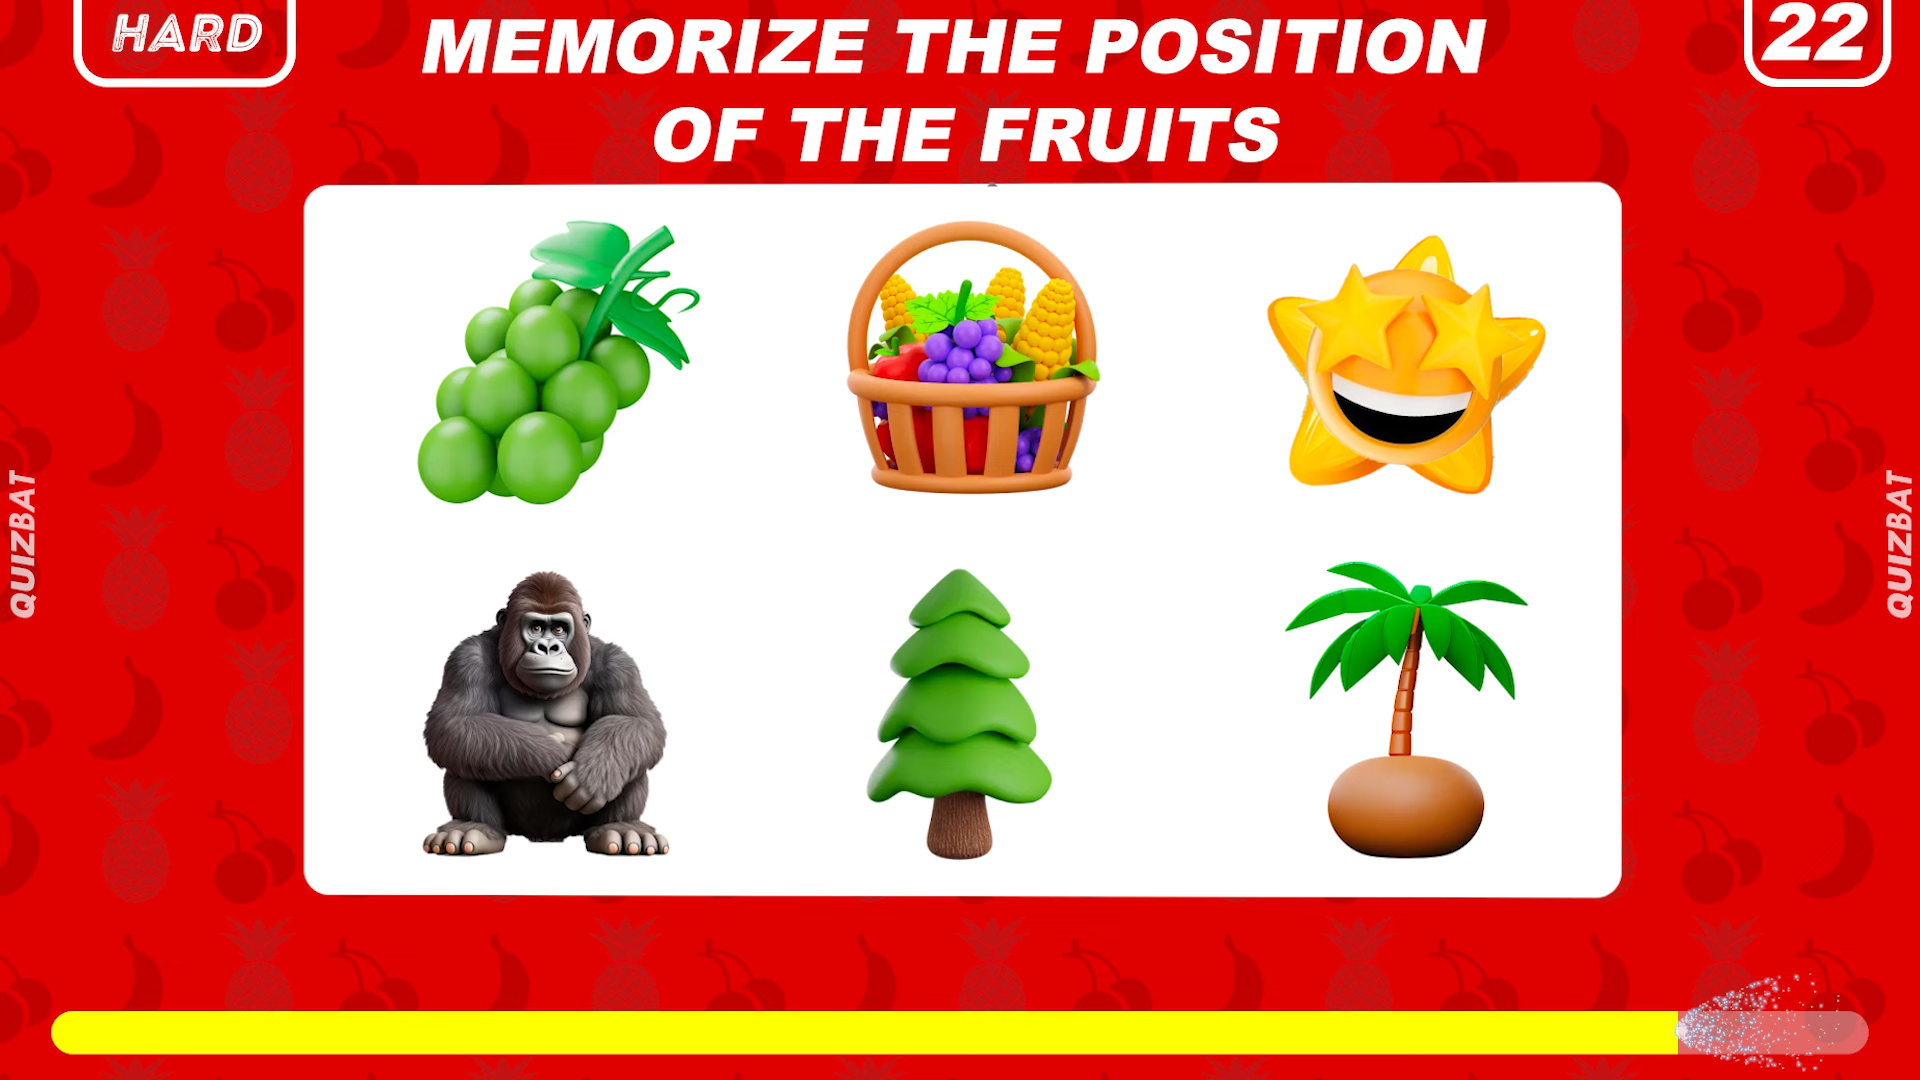 HARD
MEMORIZE THE POSITION
OF THE FRUITS
22
QUIZBAT
QUIZBAT